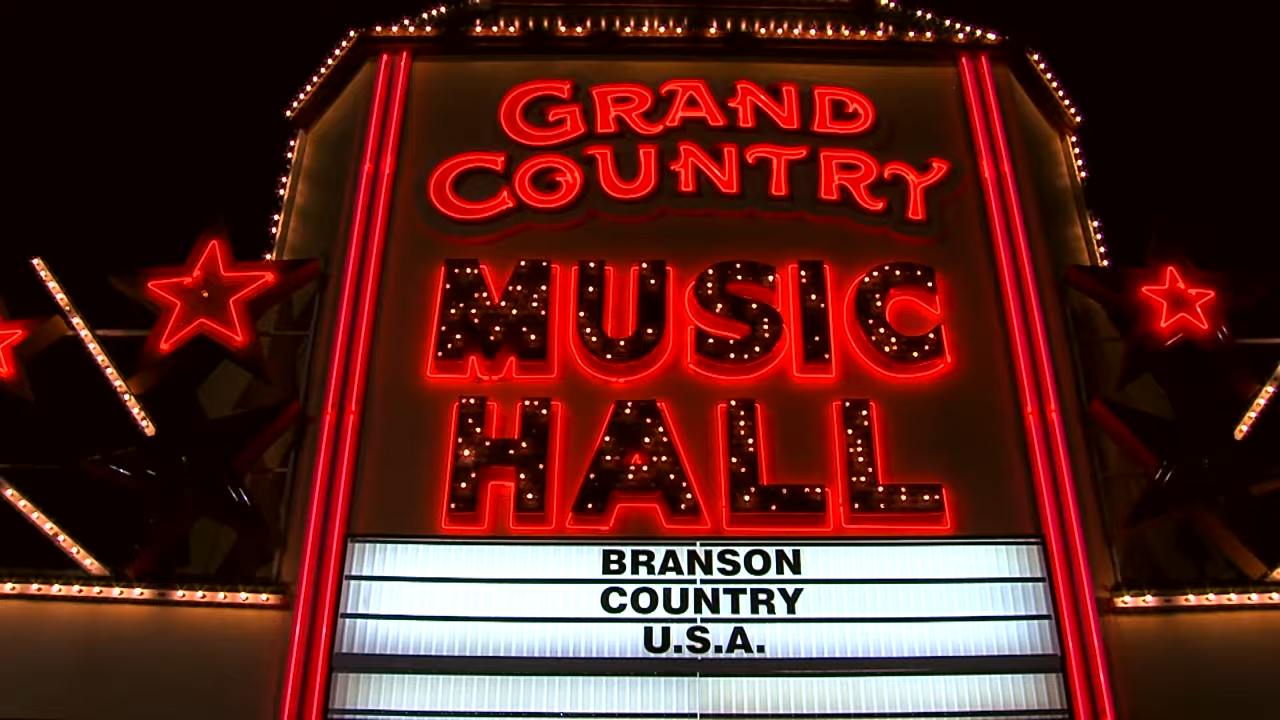 GRAND
COUNTRY
MUSIC
HALL
BRANSON
COUNTRY
U.S.A.